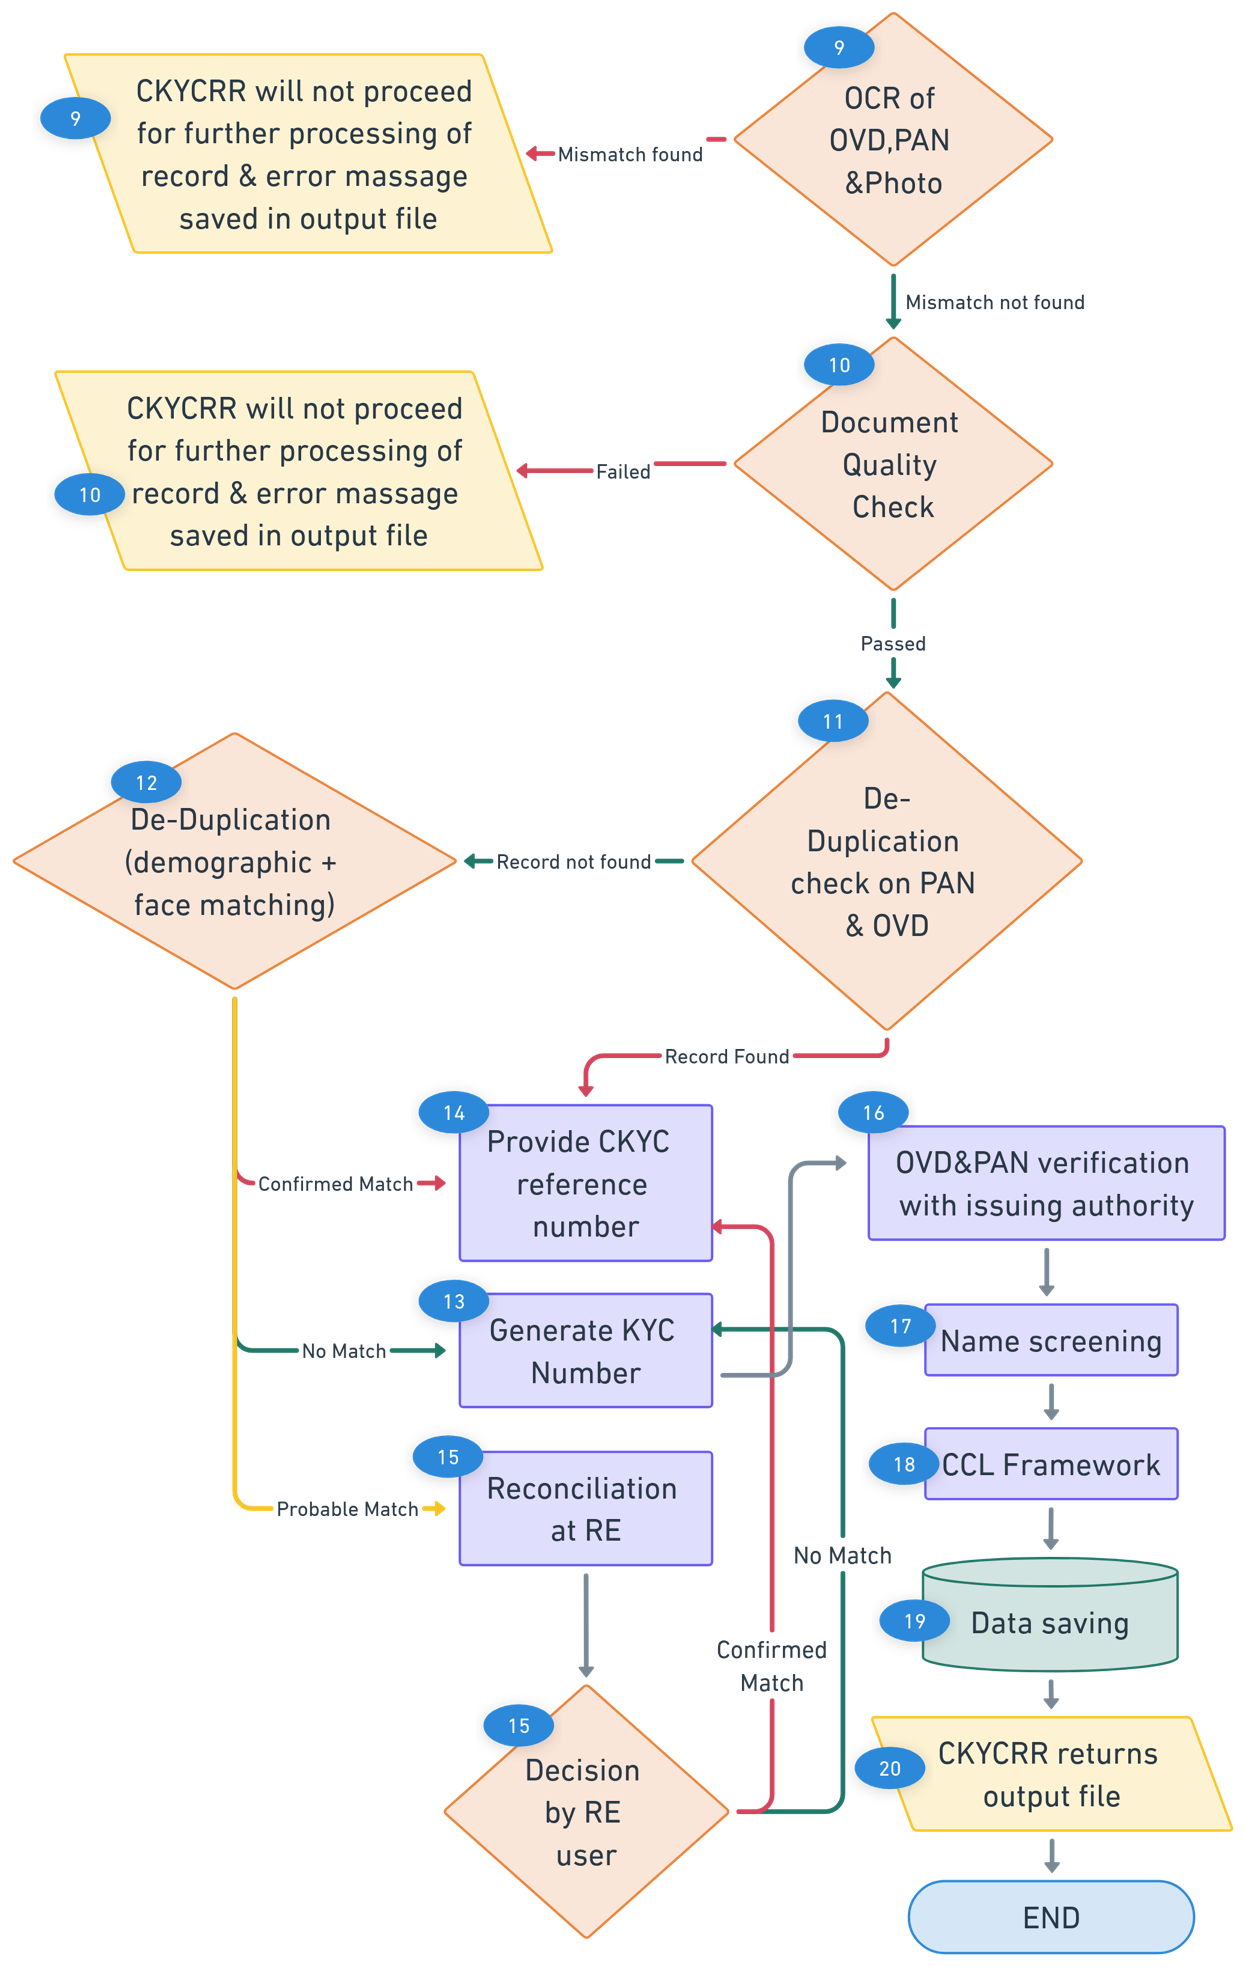 9
OCR of
OVD,PAN
&Photo
9
CKYCRR will not proceed
for further processing of
record & error massage
saved in output file
Mismatch found
Mismatch not found
10
Document
Quality
Check
CKYCRR will not proceed
for further processing of
10
record & error massage
saved in output file
Failed
Passed
11
De-
Duplication
check on PAN
& OVD
12
De-Duplication
(demographic +
face matching)
Record not found
Record Found
14
Provide CKYC
reference
number
16
OVD&PAN verification
with issuing authority
Confirmed Match
13
Generate KYC
Number
17
Name screening
No Match
15
Reconciliation
at RE
18
CCL Framework
Probable Match
No Match
19
Data saving
Confirmed
Match
15
Decision
by RE
user
20
CKYCRR returns
output file
END